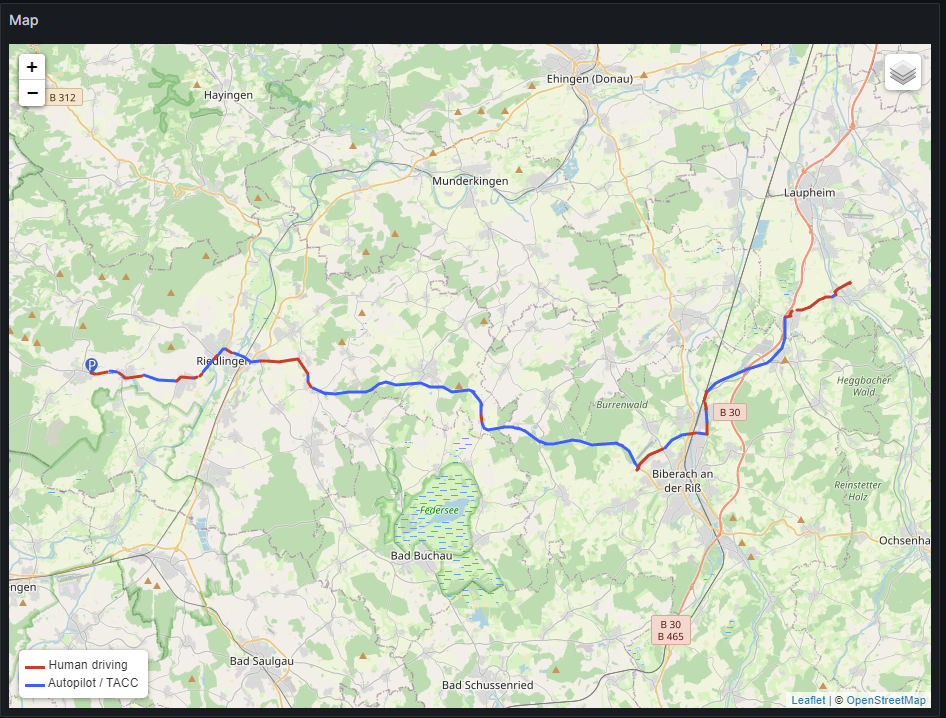 Map
+
−
B 312
Hayingen
Ehingen (Donau)
Munderkingen
Laupheim
P
Riedlingen
Burrenwald
B 30
Heggbacher
Wald
Biberach an
der Riß
Reinstetter
Holz
Federsee
Bad Buchau
Ochsenha
ngen
B 30
B 465
Bad Saulgau
Bad Schussenried
Human driving
Autopilot / TACC
Leaflet | © OpenStreetMap